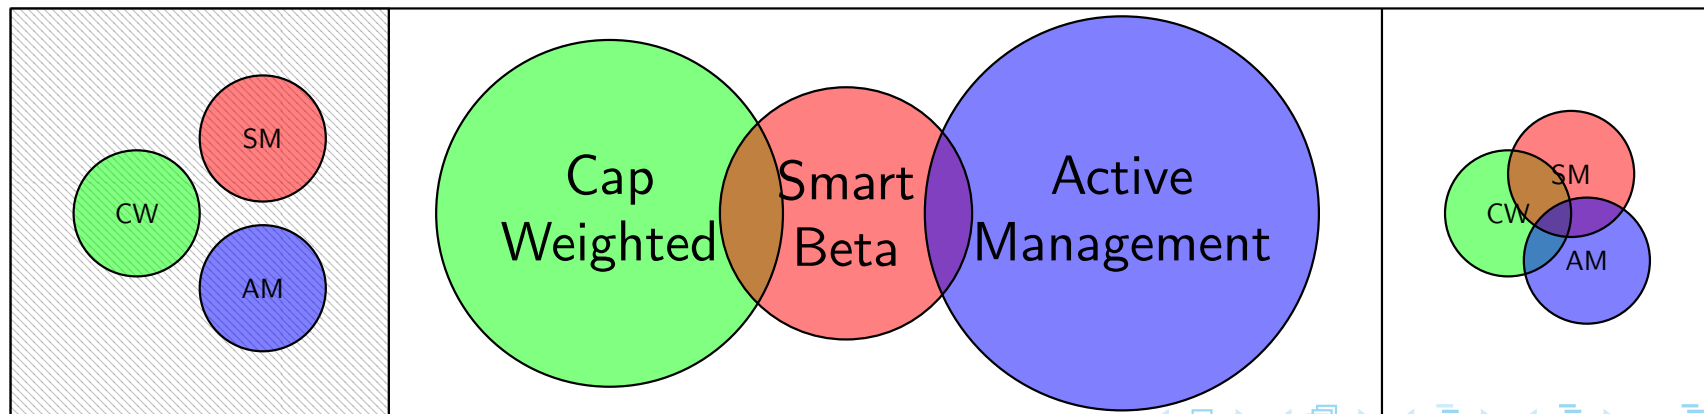 SM
CW
AM
Cap
Weighted
Smart
Beta
Active
Management
SM
CW
AM